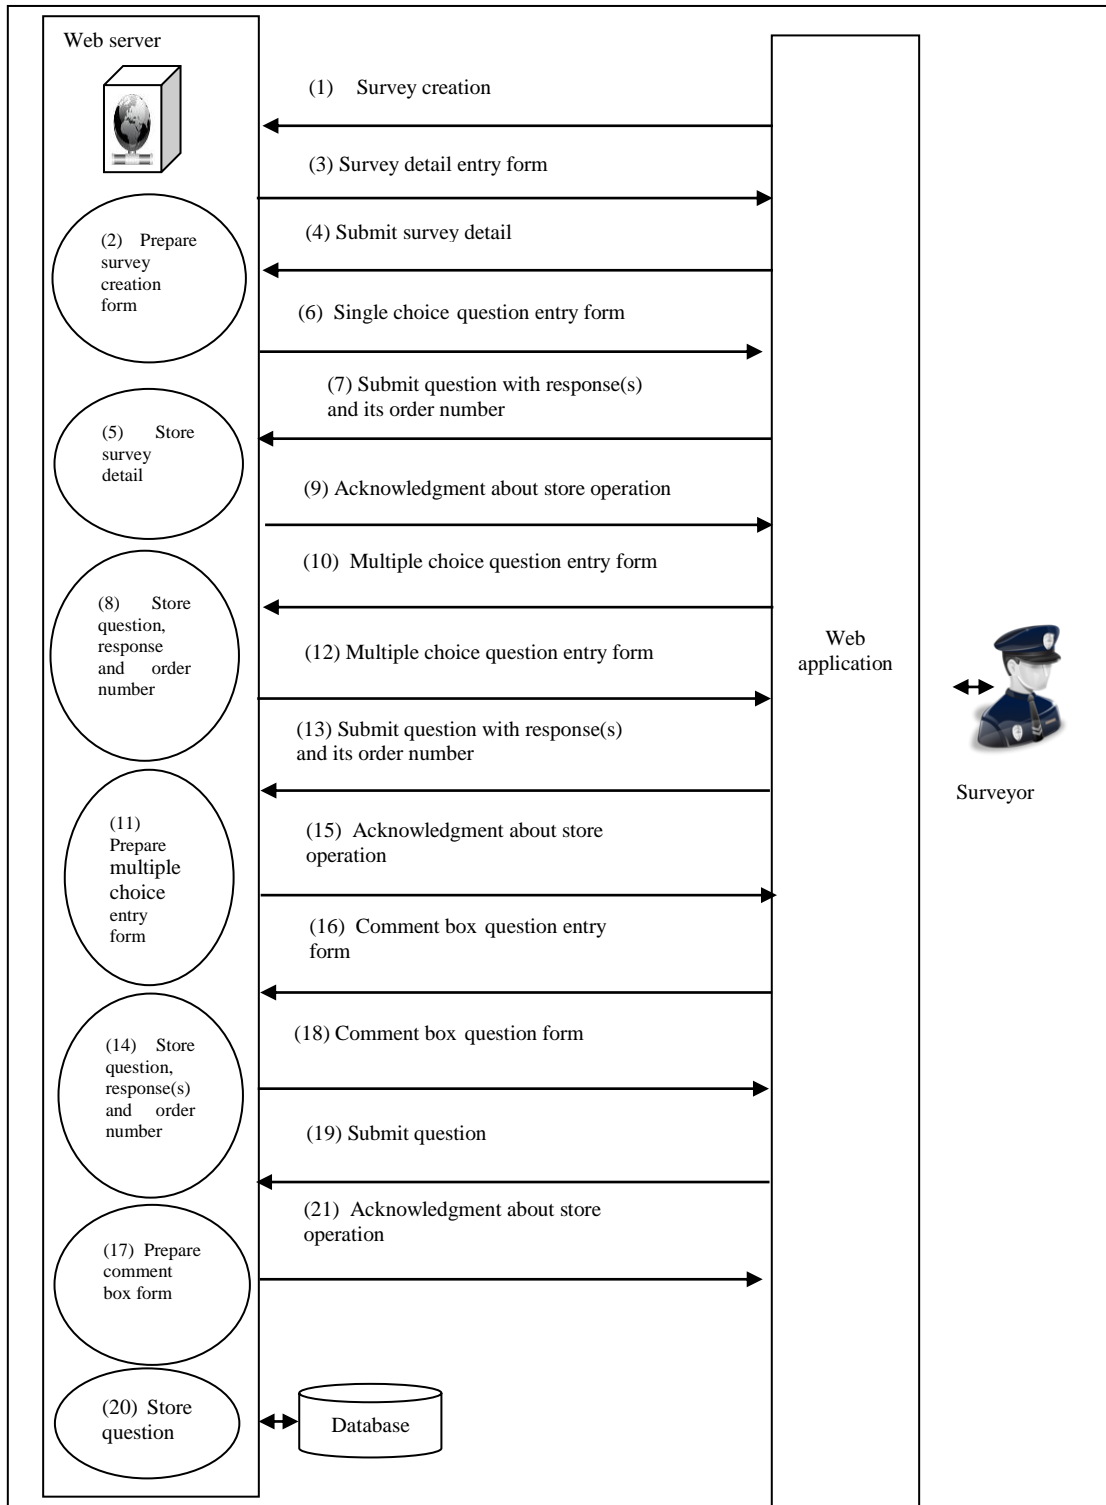 Web server
(1) Survey creation
(3) Survey detail entry form
(2) Prepare
survey
creation
form
(4) Submit survey detail
(6) Single choice question entry form
(7) Submit question with response(s)
and its order number
(5) Store
survey
detail
(9) Acknowledgment about store operation
(10) Multiple choice question entry form
(8) Store
question,
response
and order
number
(12) Multiple choice question entry form
Web
application
(13) Submit question with response(s)
and its order number
Surveyor
(11)
Prepare
multiple
choice
entry
form
(15) Acknowledgment about store
operation
(16) Comment box question entry
form
(14) Store
question,
response(s)
and order
number
(18) Comment box question form
(19) Submit question
(21) Acknowledgment about store
operation
(17) Prepare
comment
box form
(20) Store
question
Database